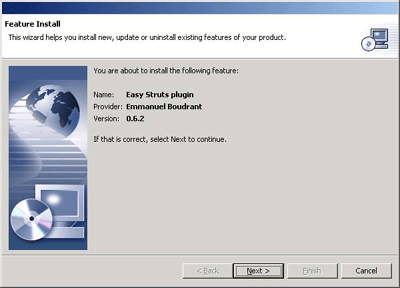 Feature Install
This wizard helps you install new, update or uninstall existing features of your product.
You are about to install the following feature:
Name: Easy Struts plugin
Provider: Emmanuel Boudrant
Version: 0.6.2
If that is correct, select Next to continue.
< Back Next > Finish Cancel